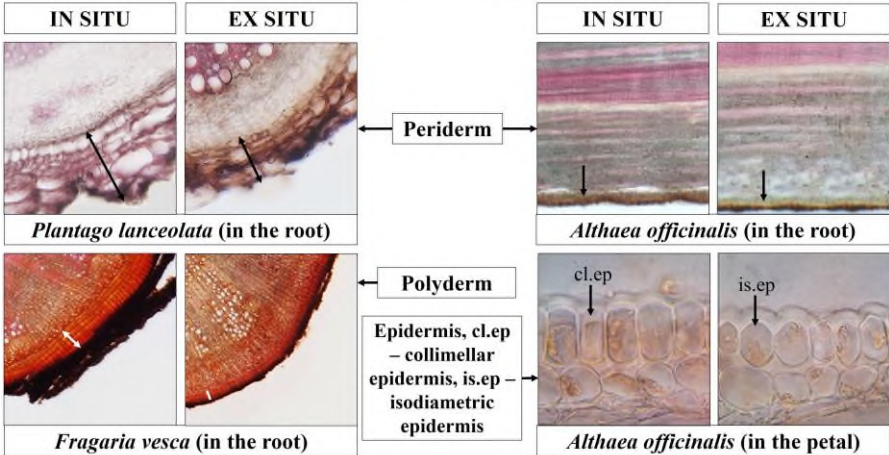 IN SITU
EX SITU
IN SITU
EX SITU
Periderm
Plantago lanceolata (in the root)
Althaea officinalis (in the root)
Polyderm
cl.ep
is.ep
Epidermis, cl.ep
– collimellar
epidermis, is.ep –
isodiametric
epidermis
Fragaria vesca (in the root)
Althaea officinalis (in the petal)